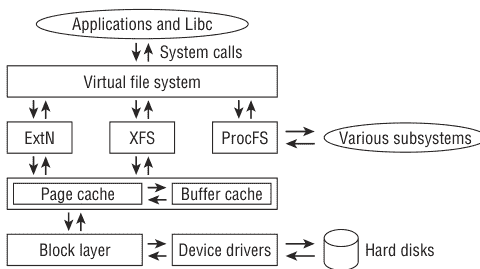 Applications and Libc
System calls
Virtual file system
ExtN
XFS
ProcFS
Various subsystems
Page cache
Buffer cache
Block layer
Device drivers
Hard disks